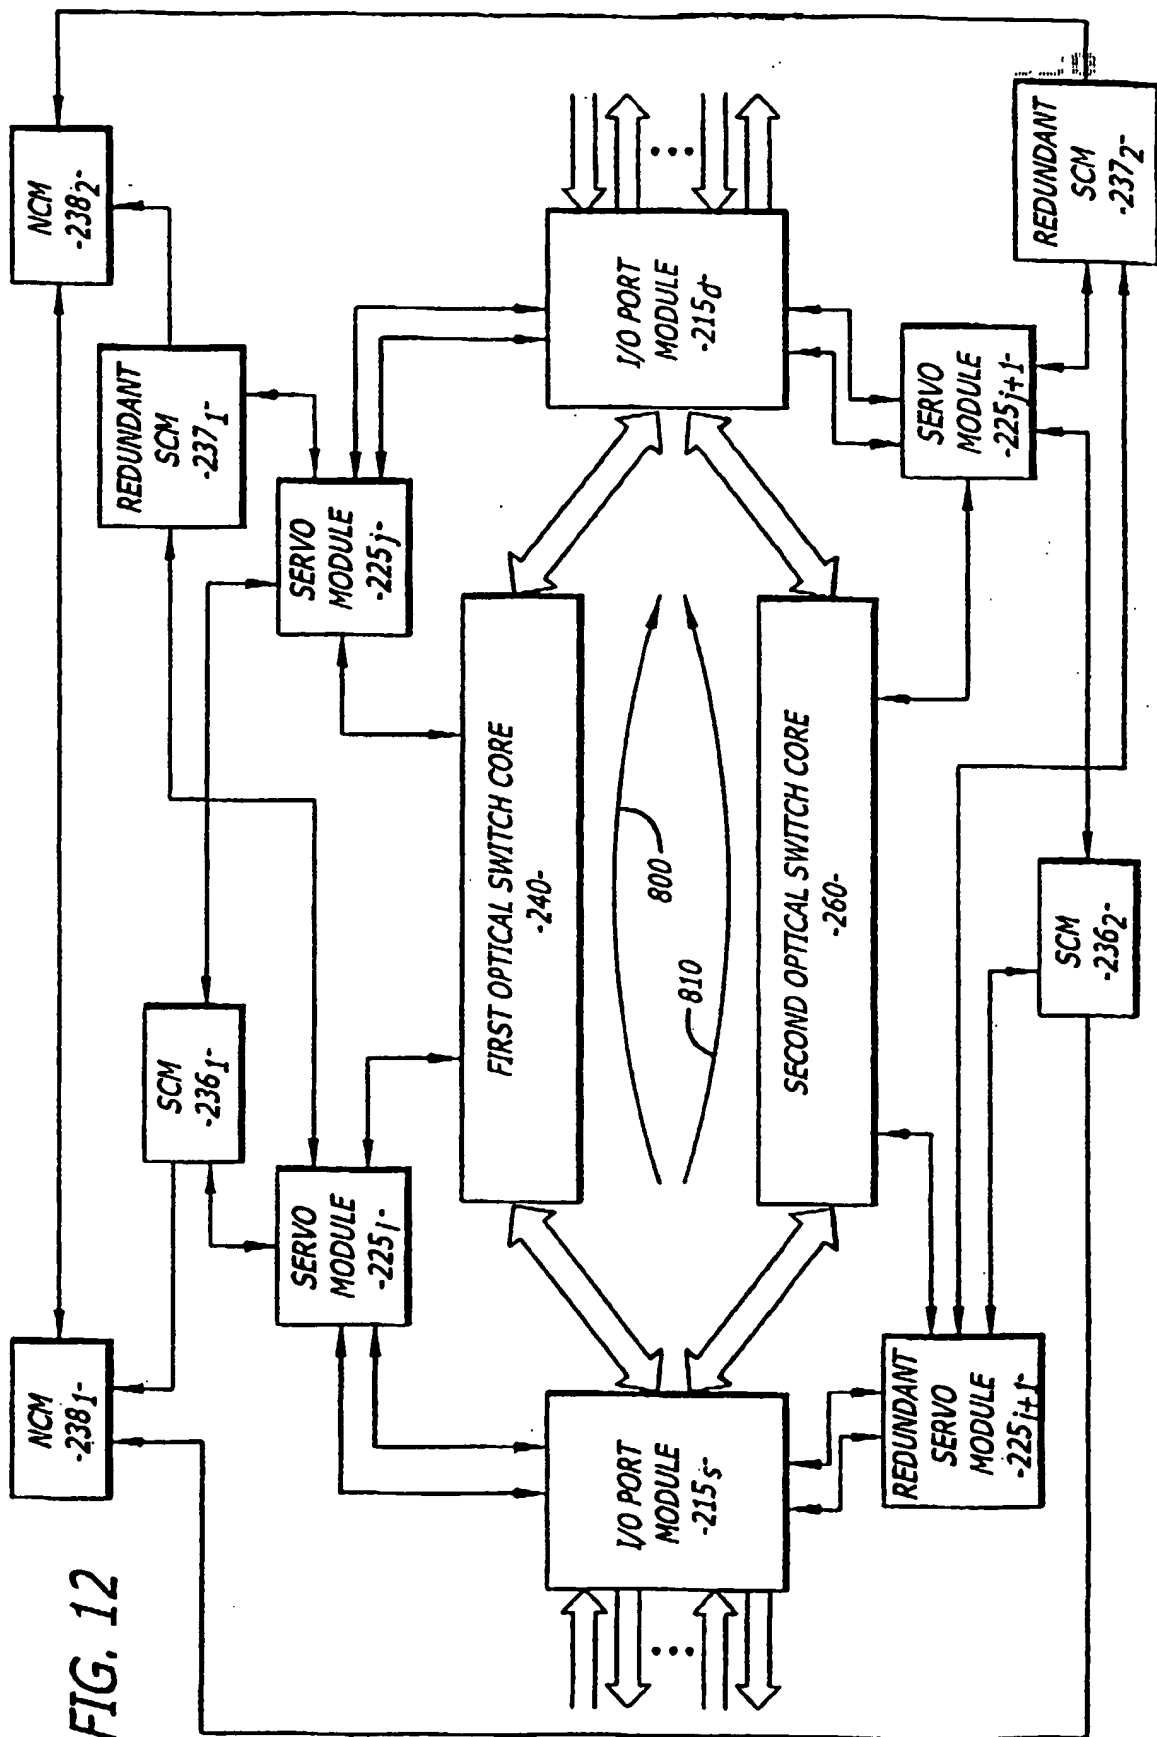 FIG. 12
NCM
-238₁-
NCM
-238₂-
SCM
-236₁-
REDUNDANT
SCM
-237₁-
SERVO
MODULE
-225ᵢ-
SERVO
MODULE
-225ⱼ-
FIRST OPTICAL SWITCH CORE
-240-
I/O PORT
MODULE
-215ₛ-
800
810
I/O PORT
MODULE
-215d-
SECOND OPTICAL SWITCH CORE
-260-
REDUNDANT
SERVO
MODULE
-225i+1-
SERVO
MODULE
-225j+1-
SCM
-236₂-
REDUNDANT
SCM
-237₂-